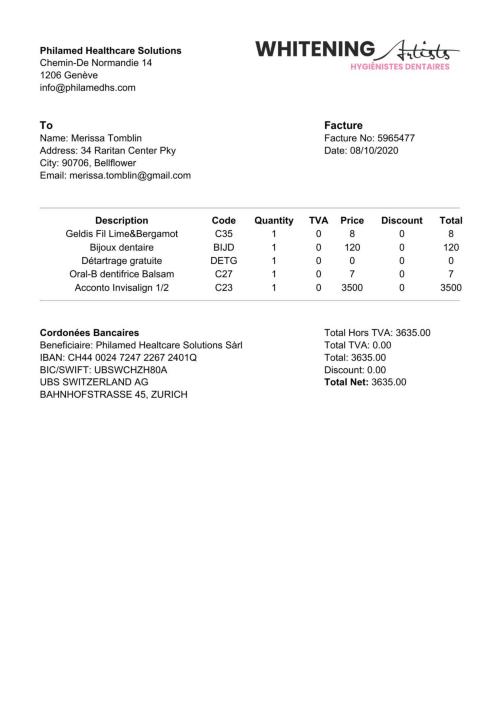 WHITENING Artists
HYGIÉNISTES DENTAIRES
Philamed Healthcare Solutions
Chemin-De Normandie 14
1206 Genève
info@philamedhs.com
To
Name: Merissa Tomblin
Address: 34 Raritan Center Pky
City: 90706, Bellflower
Email: merissa.tomblin@gmail.com
Facture
Facture No: 5965477
Date: 08/10/2020
Description Code Quantity TVA Price Discount Total
Geldis Fil Lime&Bergamot C35 1 0 8 0 8
Bijoux dentaire BIJD 1 0 120 0 120
Détartrage gratuite DETG 1 0 0 0 0
Oral-B dentifrice Balsam C27 1 0 7 0 7
Acconto Invisalign 1/2 C23 1 0 3500 0 3500
Cordonées Bancaires
Beneficiaire: Philamed Healtcare Solutions Sàrl
IBAN: CH44 0024 7247 2267 2401Q
BIC/SWIFT: UBSWCHZH80A
UBS SWITZERLAND AG
BAHNHOFSTRASSE 45, ZURICH
Total Hors TVA: 3635.00
Total TVA: 0.00
Total: 3635.00
Discount: 0.00
Total Net: 3635.00